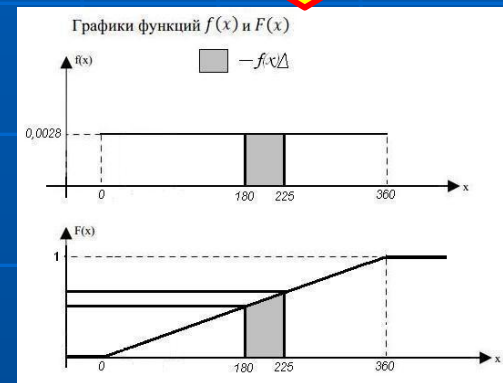 Графики функций f(x) и F(x)
f(x)
— f(x)Δ
0,0028
0 180 225 360 x
F(x)
1
0 180 225 360 x